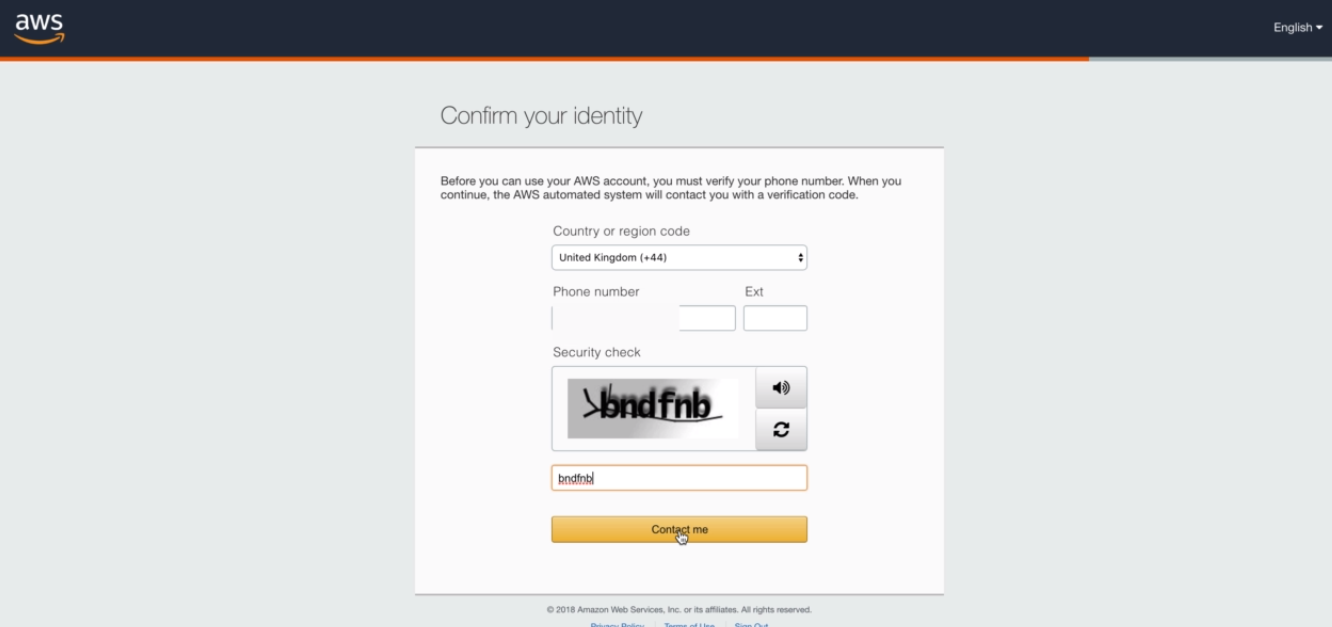 aws
English
Confirm your identity
Before you can use your AWS account, you must verify your phone number. When you
continue, the AWS automated system will contact you with a verification code.
Country or region code
United Kingdom (+44)
Phone number Ext
Security check
bndfnb
bndfnb
Contact me
© 2018 Amazon Web Services, Inc. or its affiliates. All rights reserved.
Privacy Policy Terms of Use Sign Out